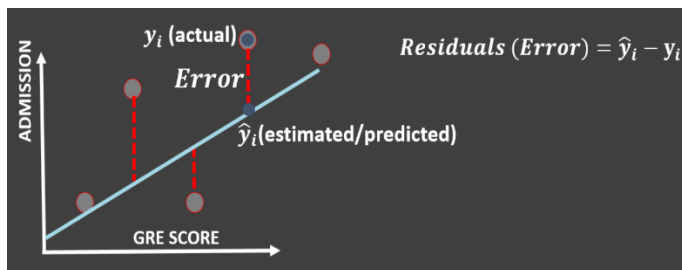 yᵢ (actual)
Residuals (Error) = ŷᵢ − yᵢ
Error
ADMISSION
ŷᵢ(estimated/predicted)
GRE SCORE